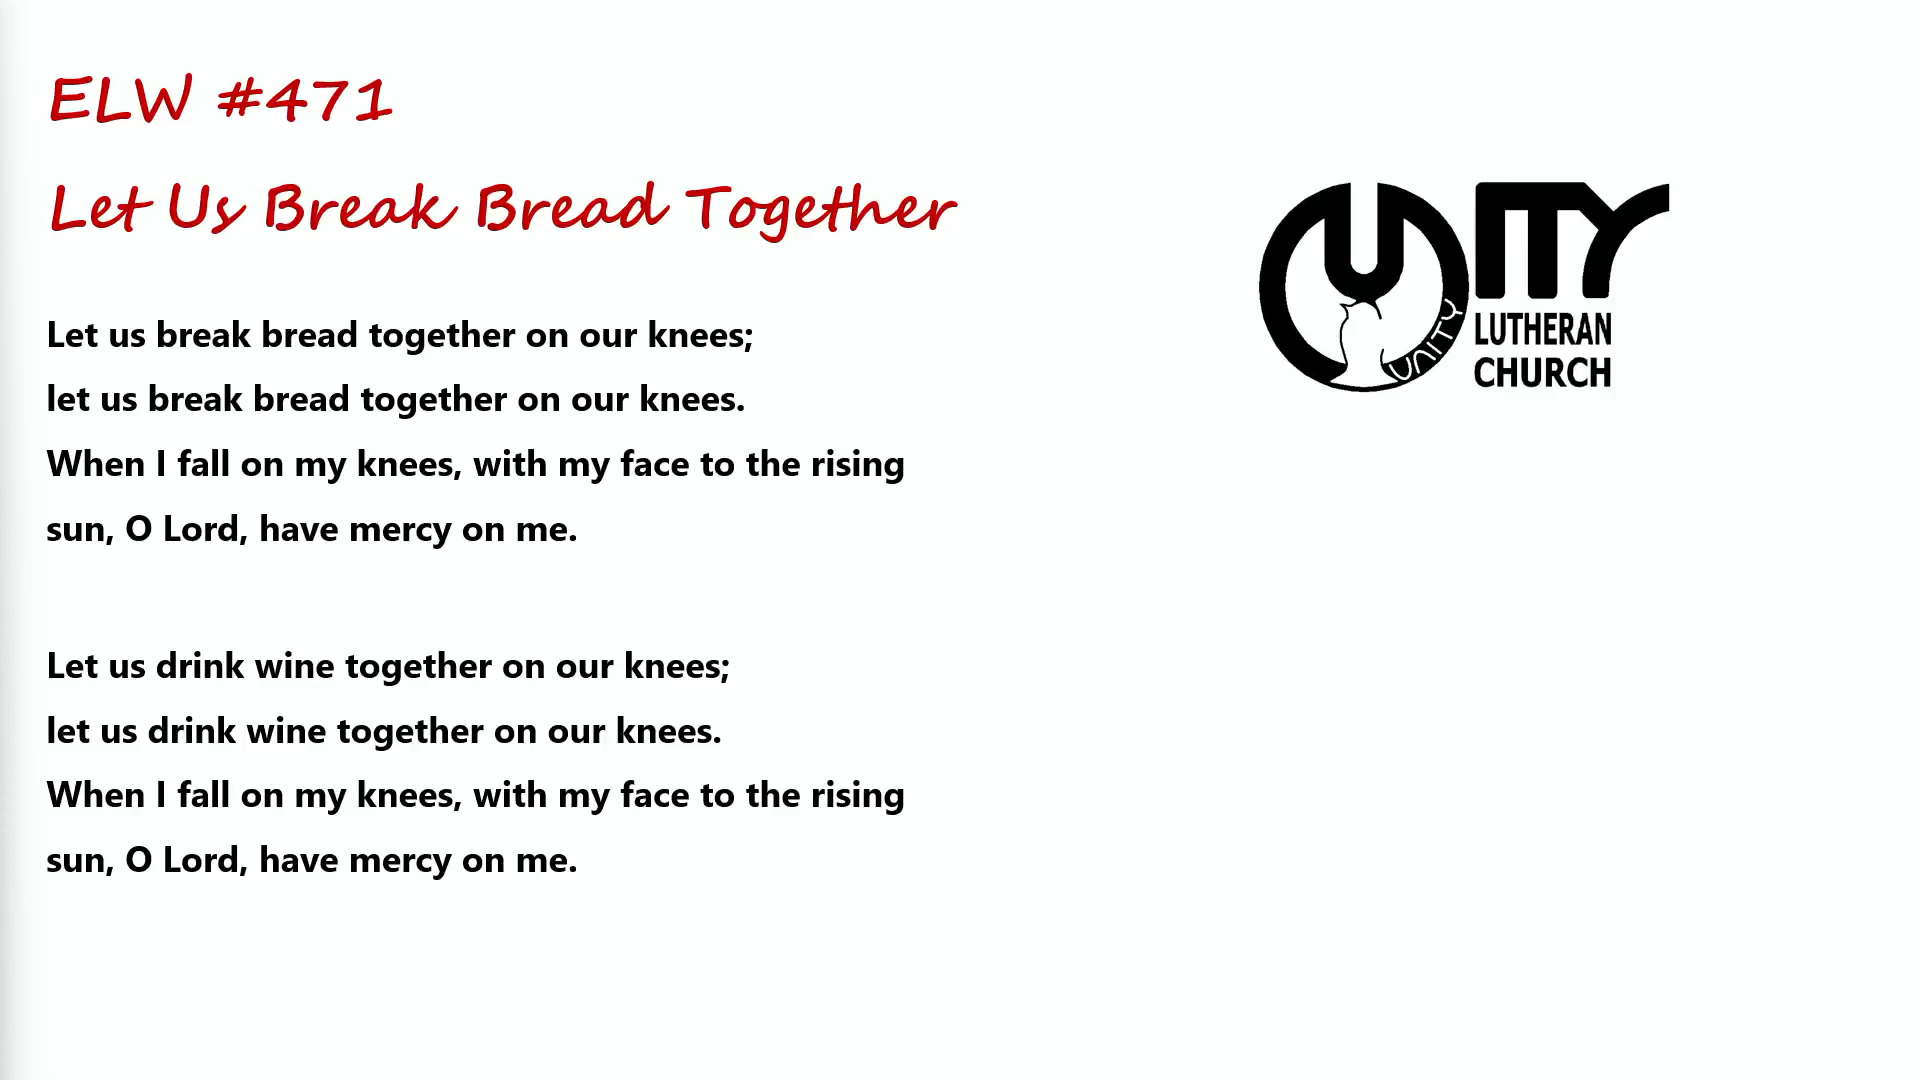 ELW #471
Let Us Break Bread Together
Let us break bread together on our knees;
let us break bread together on our knees.
When I fall on my knees, with my face to the rising
sun, O Lord, have mercy on me.
Let us drink wine together on our knees;
let us drink wine together on our knees.
When I fall on my knees, with my face to the rising
sun, O Lord, have mercy on me.
UNITY
UNITY
LUTHERAN
CHURCH